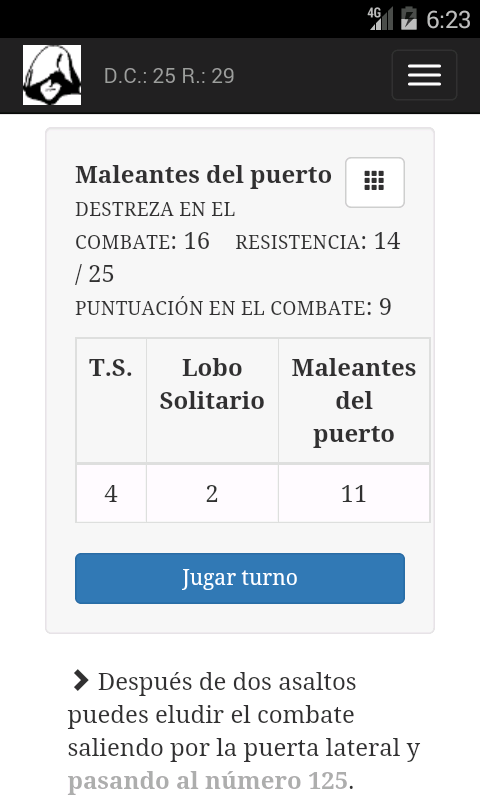 4G 6:23
D.C.: 25 R.: 29
Maleantes del puerto
DESTREZA EN EL
COMBATE: 16 RESISTENCIA: 14
/ 25
PUNTUACIÓN EN EL COMBATE: 9
T.S. Lobo Solitario Maleantes del puerto
4 2 11
Jugar turno
Después de dos asaltos
puedes eludir el combate
saliendo por la puerta lateral y
pasando al número 125.